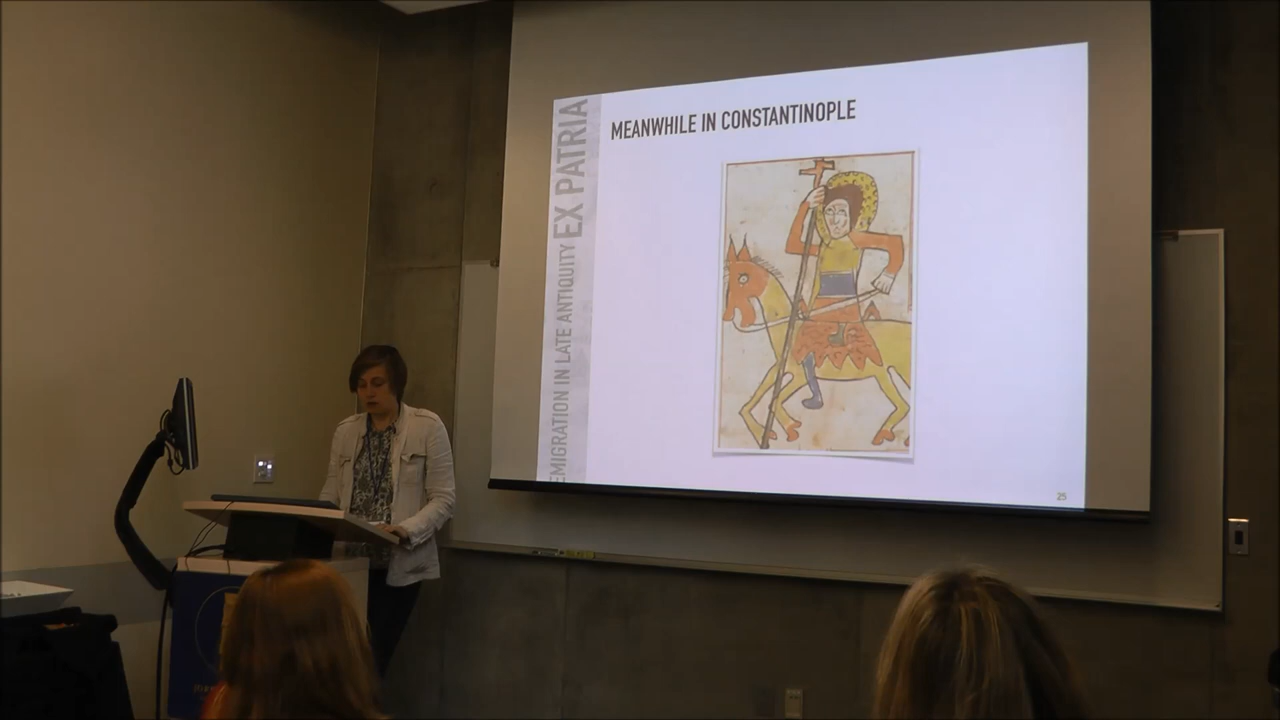 MEANWHILE IN CONSTANTINOPLE
EMIGRATION IN LATE ANTIQUITY EX PATRIA
25